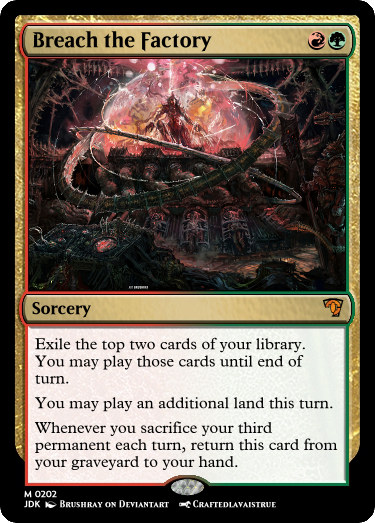 Breach the Factory
Sorcery
Exile the top two cards of your library.
You may play those cards until end of
turn.
You may play an additional land this turn.
Whenever you sacrifice your third
permanent each turn, return this card from
your graveyard to your hand.
M 0202
JDK Brushray on Deviantart Craftedlavaistrue